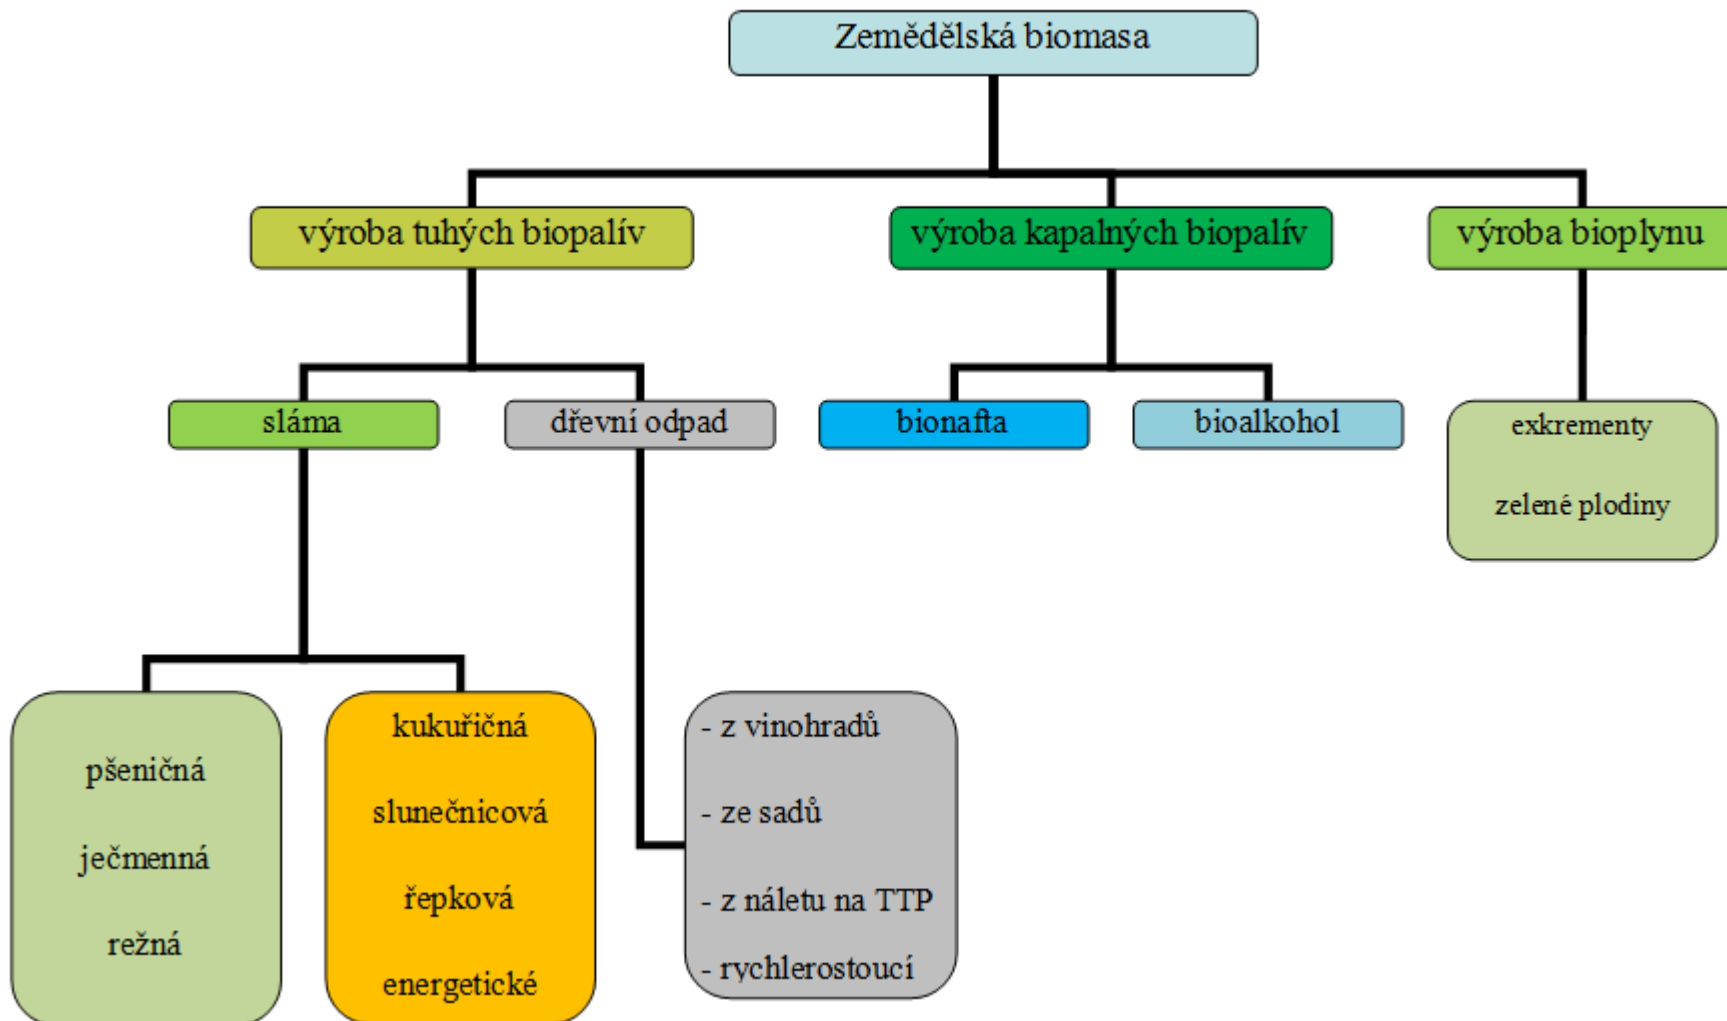 Zemědělská biomasa
výroba tuhých biopalív
výroba kapalných biopalív
výroba bioplynu
sláma
dřevní odpad
bionafta
bioalkohol
exkrementy
zelené plodiny
pšeničná
ječmenná
režná
kukuřičná
slunečnicová
řepková
energetické
- z vinohradů
- ze sadů
- z náletu na TTP
- rychlerostoucí